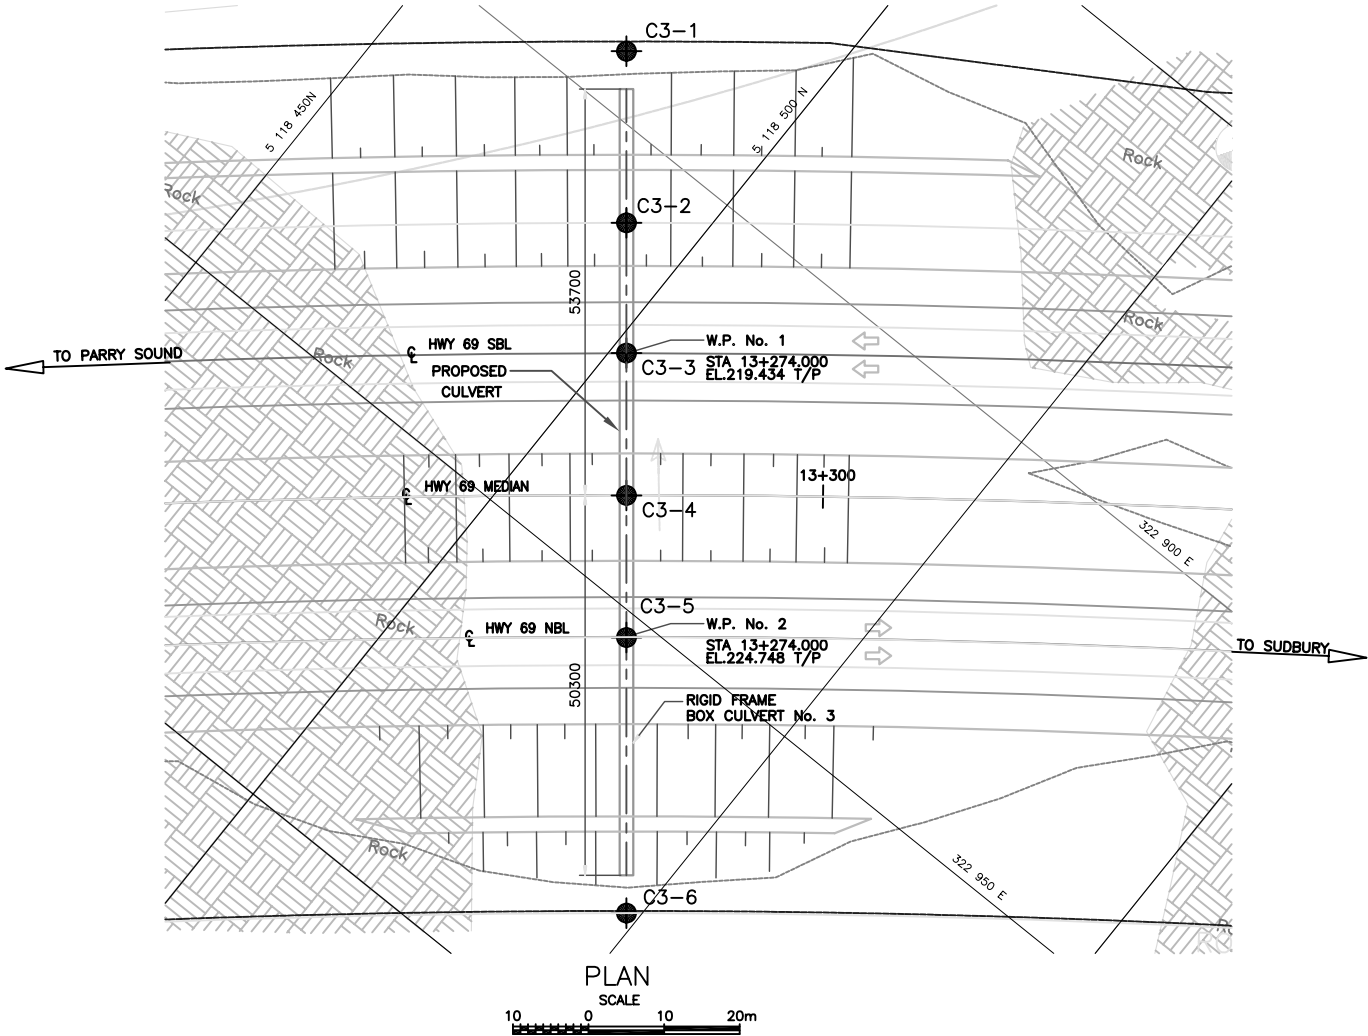 C3-1
5 118 450N
5 118 500 N
Rock
Rock
C3-2
53700
Rock
W.P. No. 1
HWY 69 SBL
TO PARRY SOUND
Rock
C3-3
STA 13+274.000
EL.219.434 T/P
PROPOSED
CULVERT
13+300
HWY 69 MEDIAN
C3-4
322 900 E
C3-5
Rock
HWY 69 NBL
W.P. No. 2
STA 13+274.000
EL.224.748 T/P
TO SUDBURY
50300
RIGID FRAME
BOX CULVERT No. 3
Rock
322 950 E
C3-6
PLAN
SCALE
10 0 10 20m